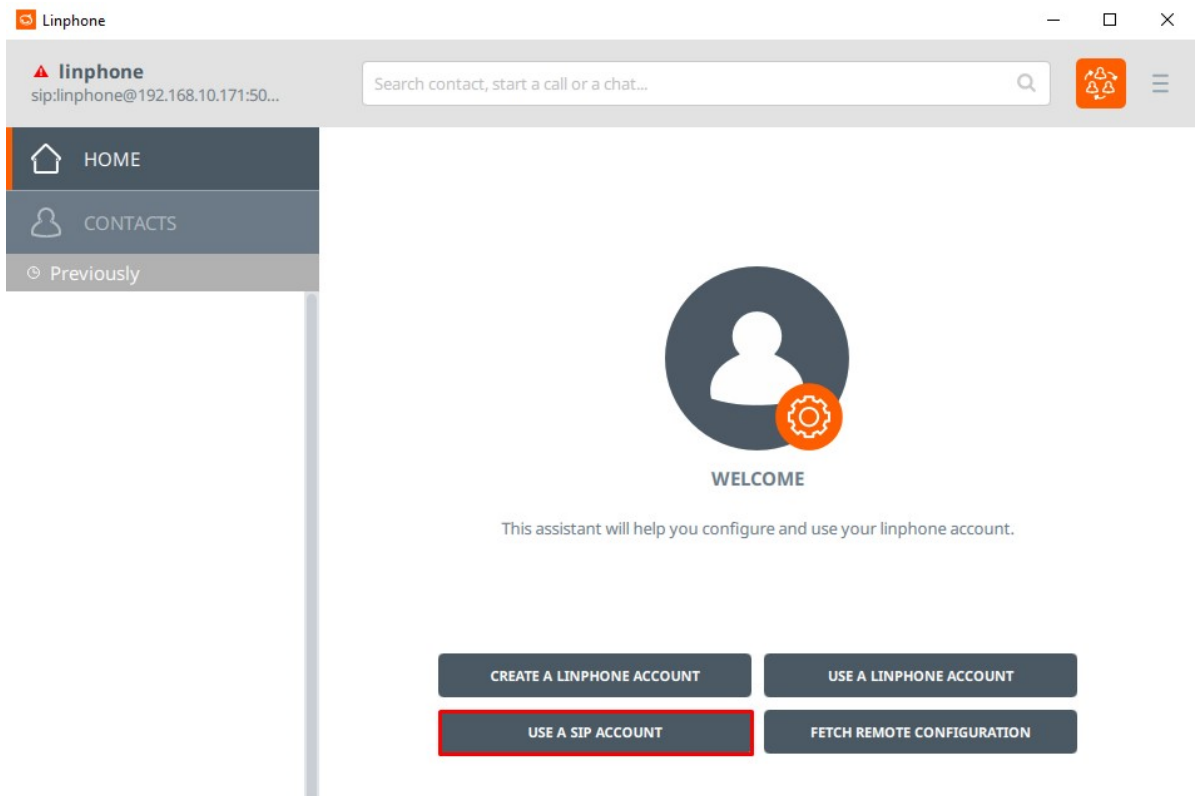 Linphone
linphone
sip:linphone@192.168.10.171:50...
Search contact, start a call or a chat...
HOME
CONTACTS
Previously
WELCOME
This assistant will help you configure and use your linphone account.
CREATE A LINPHONE ACCOUNT
USE A LINPHONE ACCOUNT
USE A SIP ACCOUNT
FETCH REMOTE CONFIGURATION